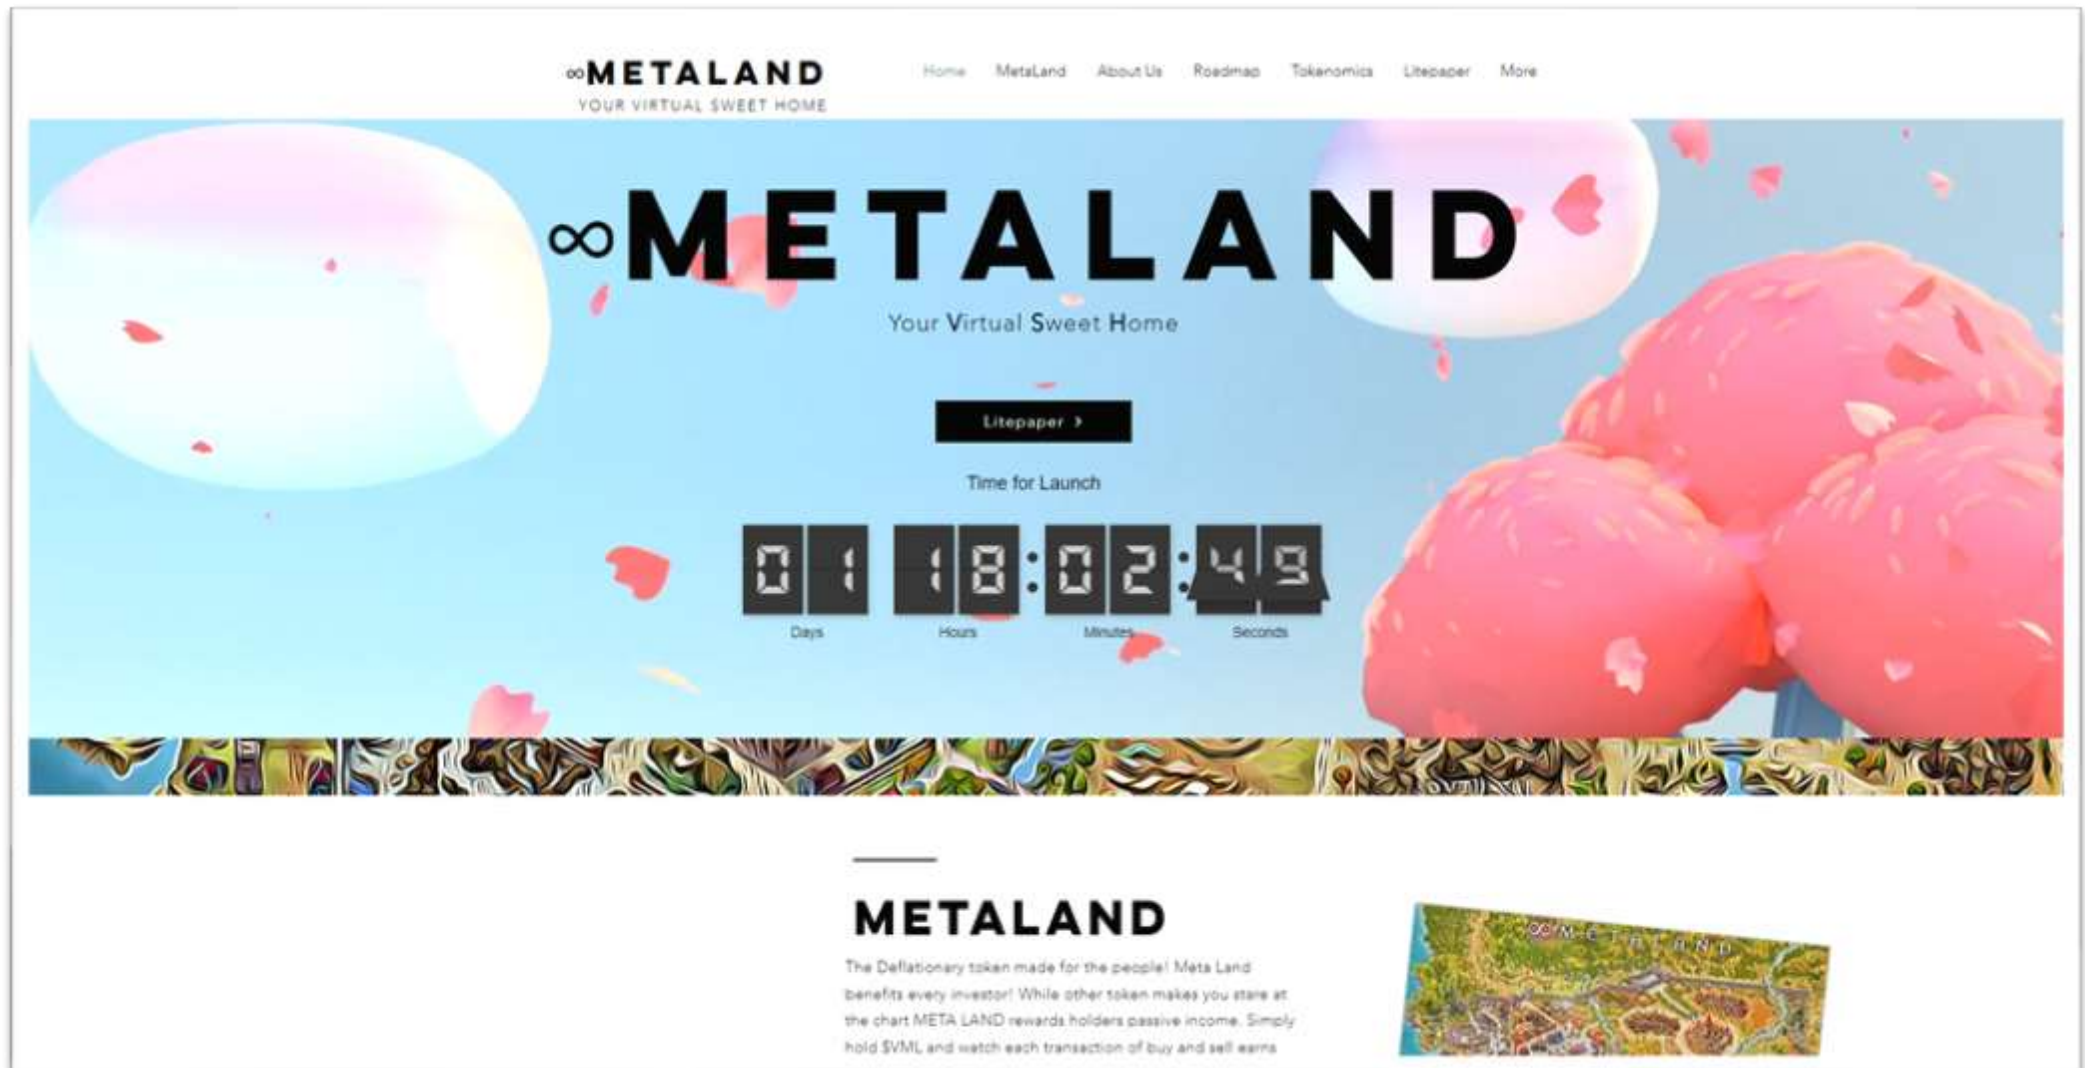 ∞METALAND
YOUR VIRTUAL SWEET HOME
Home MetaLand About Us Roadmap Tokenomics Litepaper More
∞METALAND
Your Virtual Sweet Home
Litepaper >
Time for Launch
01 18:02:49
Days Hours Minutes Seconds
METALAND
The Deflationary token made for the people! Meta Land
benefits every investor! While other token makes you stare at
the chart META LAND rewards holders passive income. Simply
hold $VML and watch each transaction of buy and sell earns
∞METALAND